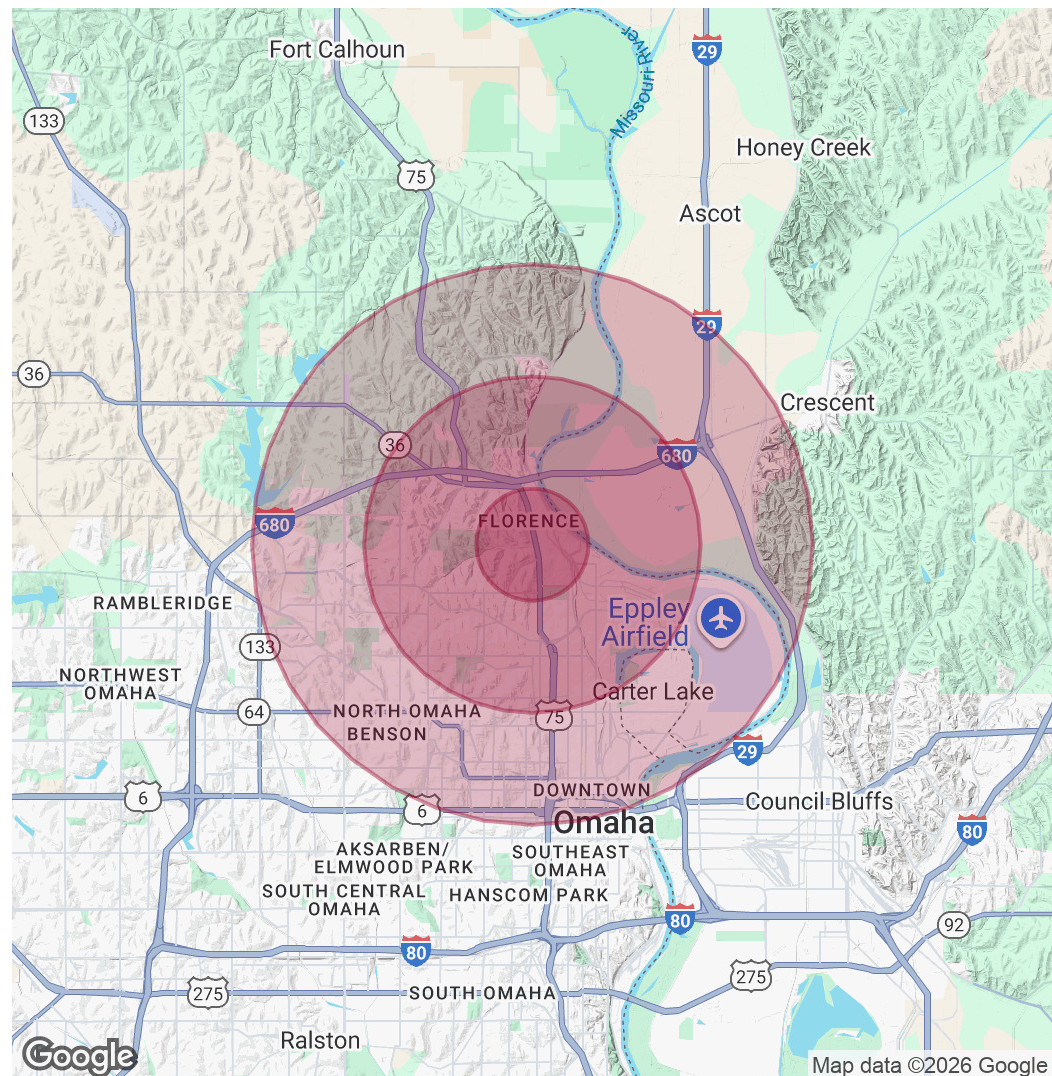 Fort Calhoun
29
Missouri River
133
Honey Creek
75
Ascot
29
36
Crescent
36
680
FLORENCE
680
RAMBLERIDGE
Eppley
Airfield
133
NORTHWEST
OMAHA
Carter Lake
64
NORTH OMAHA
75
BENSON
29
DOWNTOWN
6
6
Council Bluffs
Omaha
80
AKSARBEN/
ELMWOOD PARK
SOUTHEAST
OMAHA
SOUTH CENTRAL
OMAHA
HANSCOM PARK
80
92
80
275
275
SOUTH OMAHA
Ralston
Google
Map data ©2026 Google